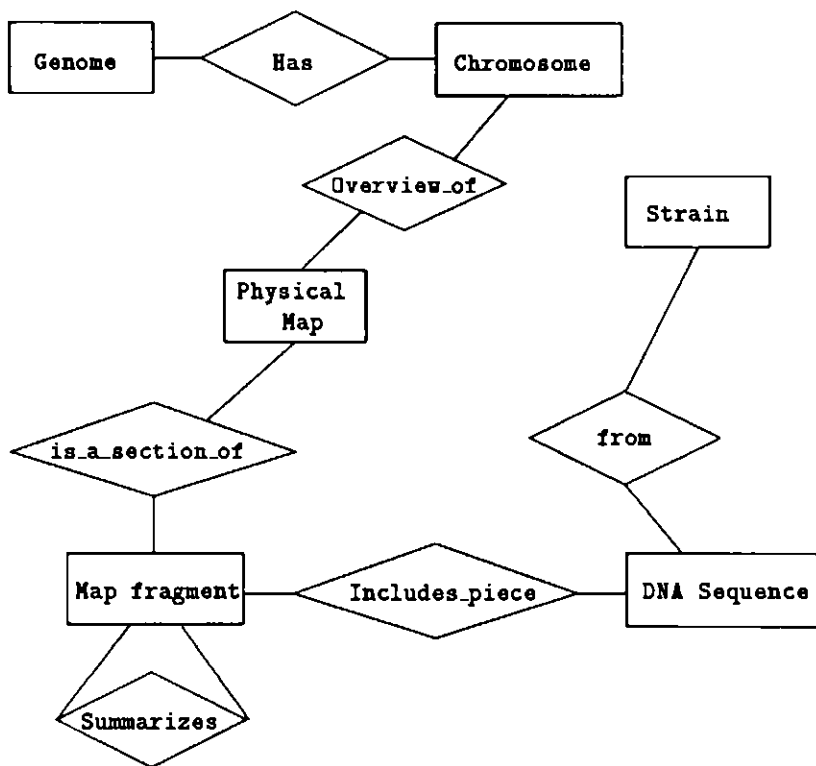 Genome
Has
Chromosome
Overview_of
Strain
Physical
Map
is_a_section_of
from
Map fragment
Includes_piece
DNA Sequence
Summarizes